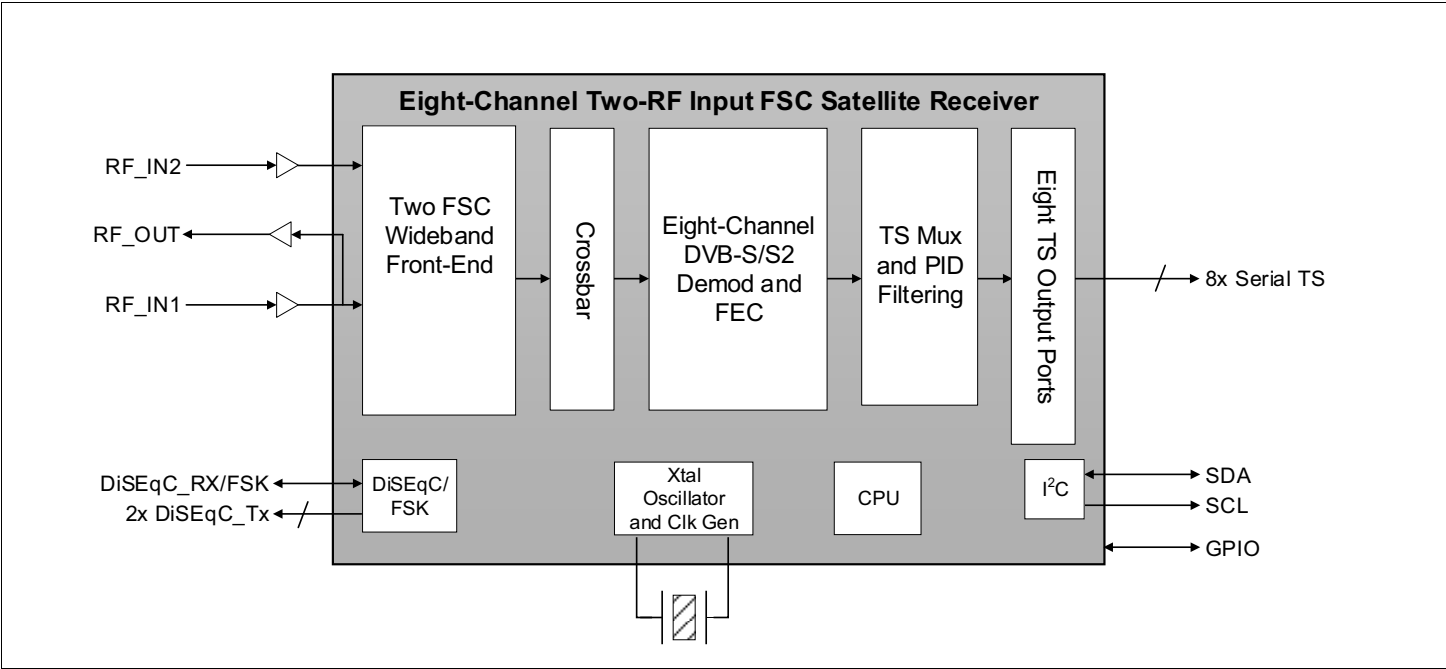 Eight-Channel Two-RF Input FSC Satellite Receiver
RF_IN2
RF_OUT
RF_IN1
Two FSC
Wideband
Front-End
Crossbar
Eight-Channel
DVB-S/S2
Demod and
FEC
TS Mux
and PID
Filtering
Eight TS Output Ports
8x Serial TS
DiSEqC_RX/FSK
2x DiSEqC_Tx
DiSEqC/
FSK
Xtal
Oscillator
and Clk Gen
CPU
I²C
SDA
SCL
GPIO